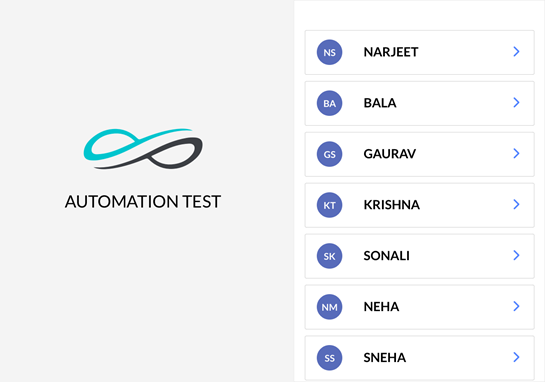 AUTOMATION TEST
NS NARJEET
BA BALA
GS GAURAV
KT KRISHNA
SK SONALI
NM NEHA
SS SNEHA